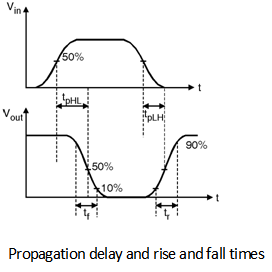 Vin
50%
t
tpHL
tpLH
Vout
90%
50%
10%
t
tf
tr
Propagation delay and rise and fall times